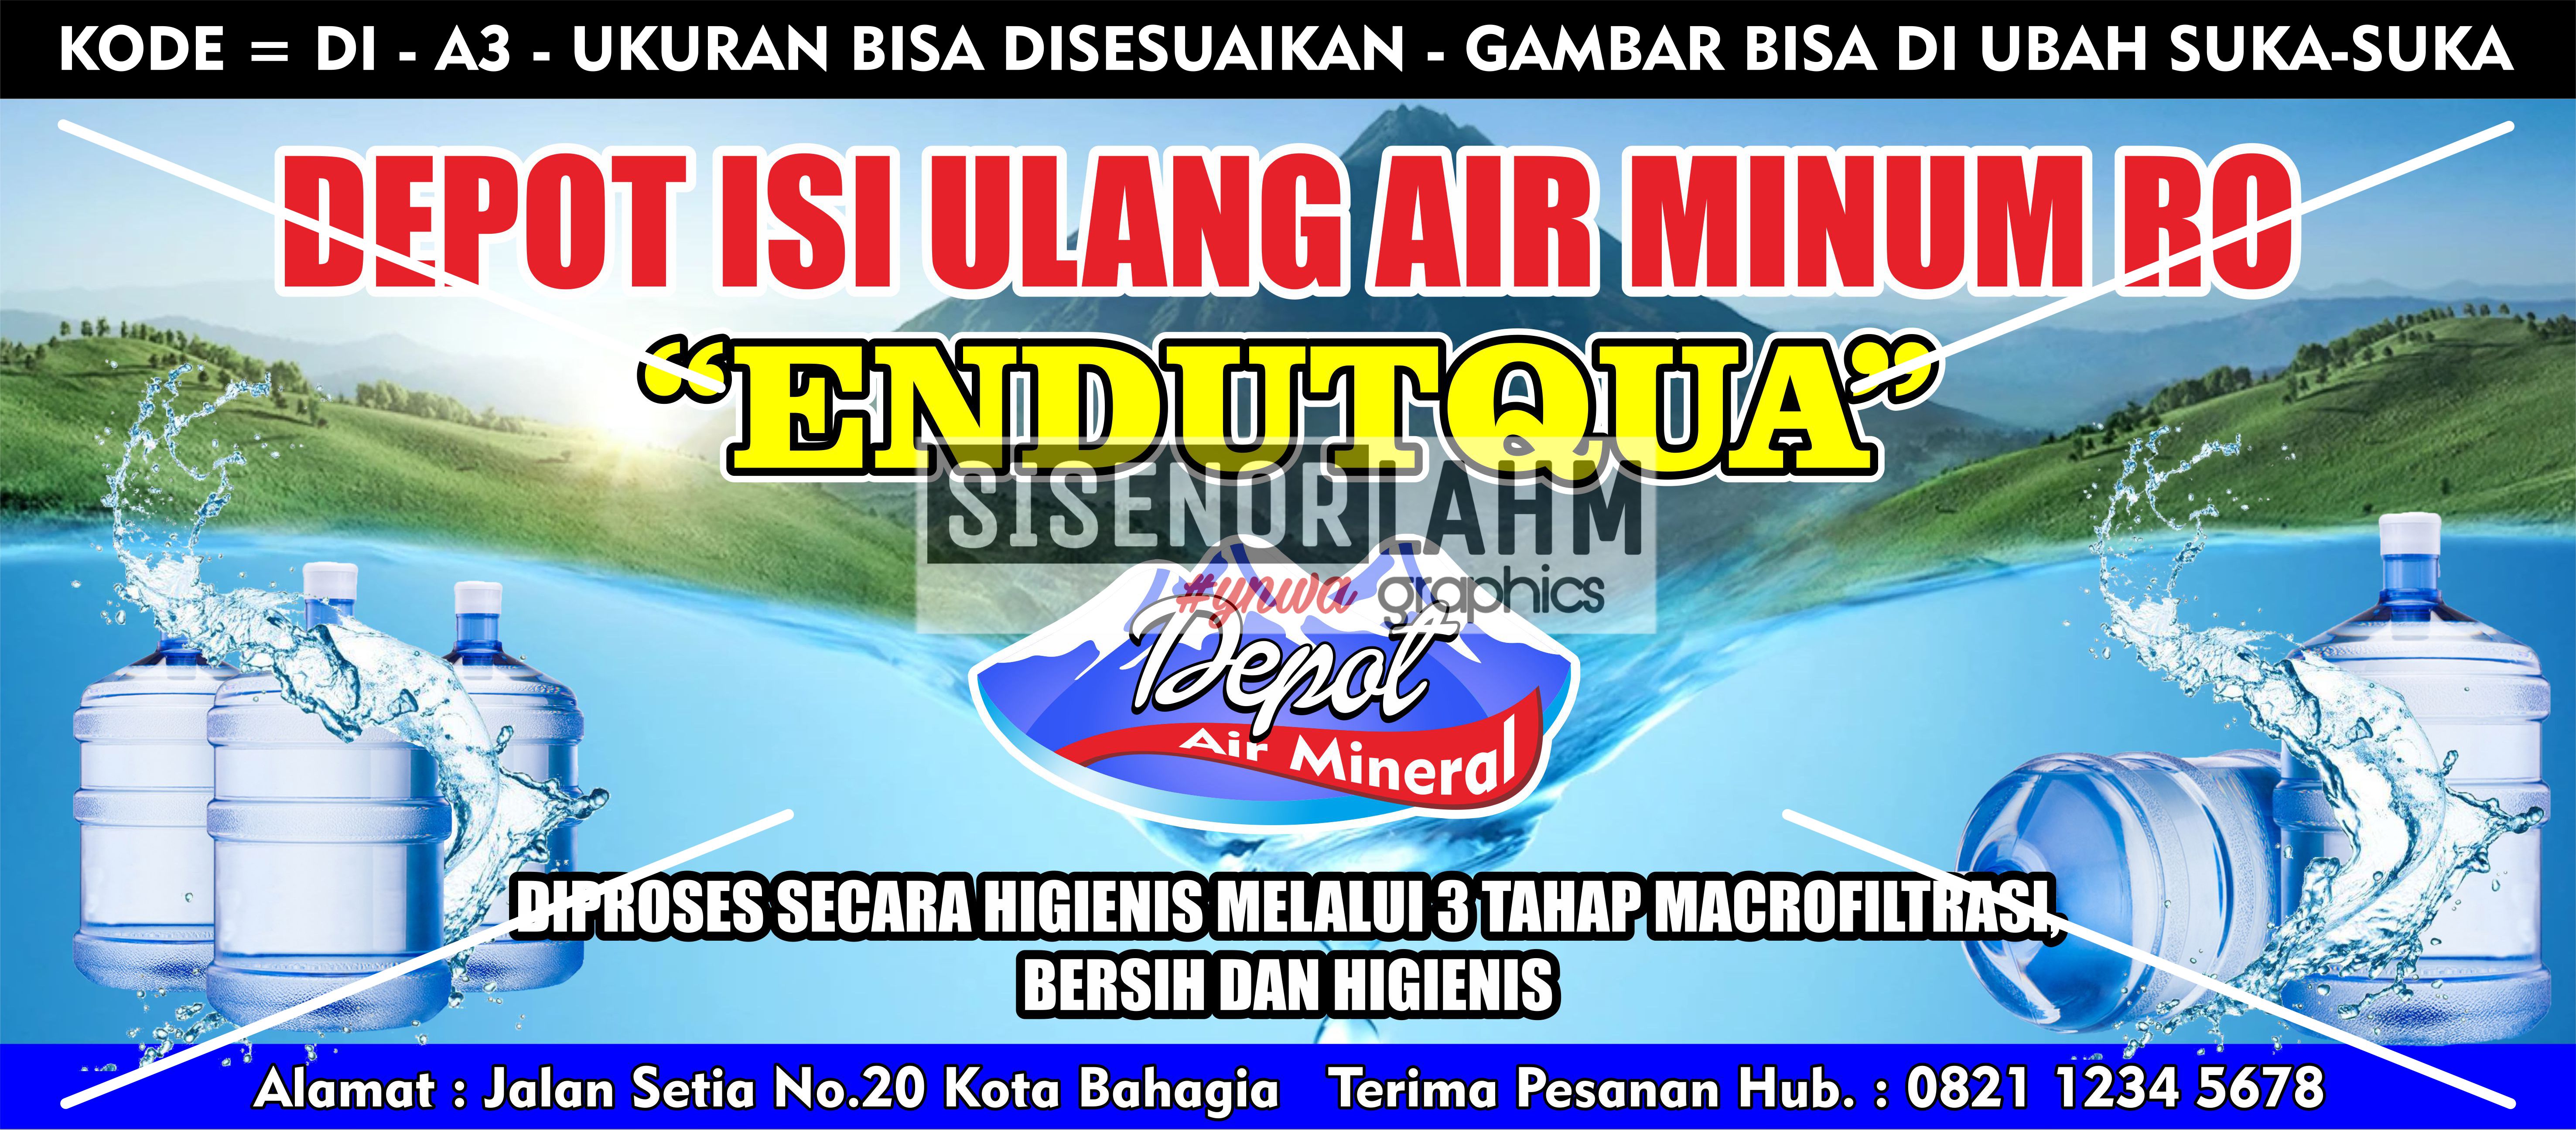 KODE = DI - A3 - UKURAN BISA DISESUAIKAN - GAMBAR BISA DI UBAH SUKA-SUKA
DEPOT ISI ULANG AIR MINUM RO
“ENDUTQUA”
SISENOR LAHM
#ynwa graphics
Depot
Air Mineral
DIPROSES SECARA HIGIENIS MELALUI 3 TAHAP MACROFILTRASI,
BERSIH DAN HIGIENIS
Alamat : Jalan Setia No.20 Kota Bahagia Terima Pesanan Hub. : 0821 1234 5678